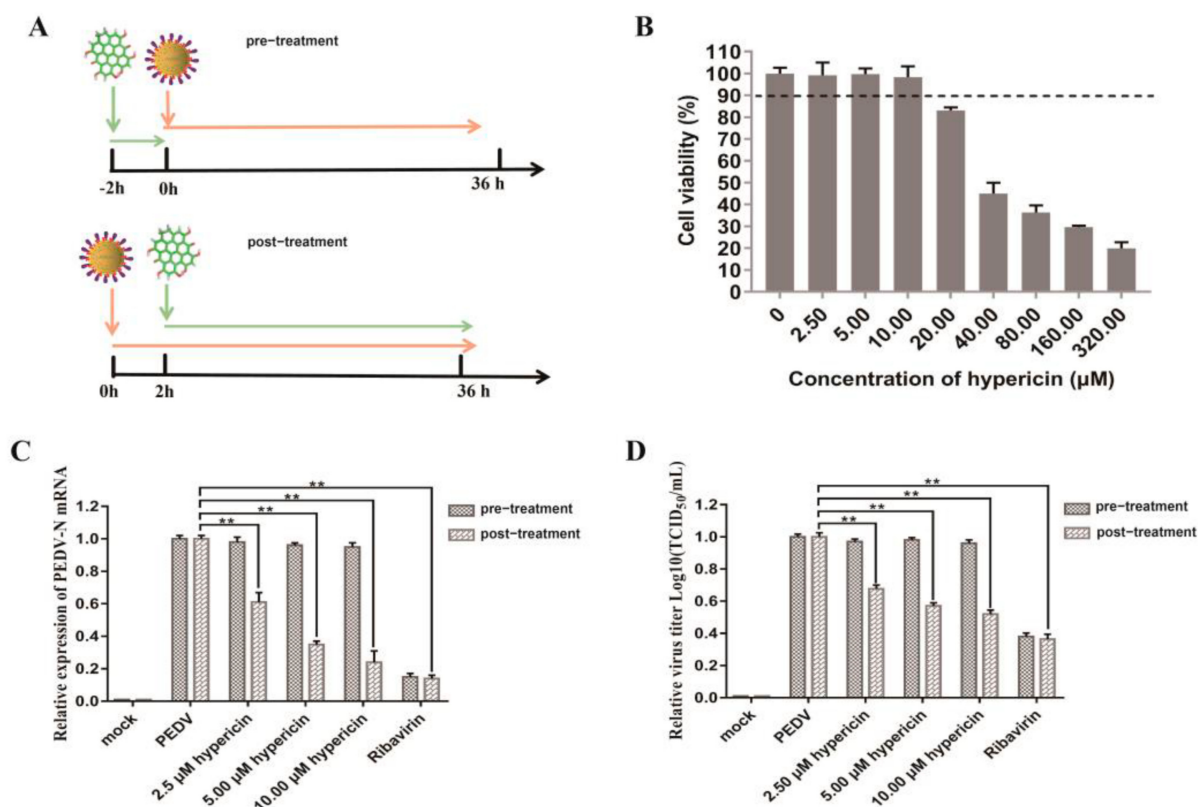 A
pre-treatment
-2h
0h
36 h
post-treatment
0h
2h
36 h
B
Cell viability (%)
110
100
90
80
70
60
50
40
30
20
10
0
0
2.50
5.00
10.00
20.00
40.00
80.00
160.00
320.00
Concentration of hypericin (μM)
C
Relative expression of PEDV-N mRNA
1.2
1.0
0.8
0.6
0.4
0.2
0.0
**
**
**
**
pre-treatment
post-treatment
mock
PEDV
2.5 μM hypericin
5.00 μM hypericin
10.00 μM hypericin
Ribavirin
D
Relative virus titer Log10(TCID50/mL)
1.2
1.0
0.8
0.6
0.4
0.2
0.0
**
**
**
**
pre-treatment
post-treatment
mock
PEDV
2.50 μM hypericin
5.00 μM hypericin
10.00 μM hypericin
Ribavirin